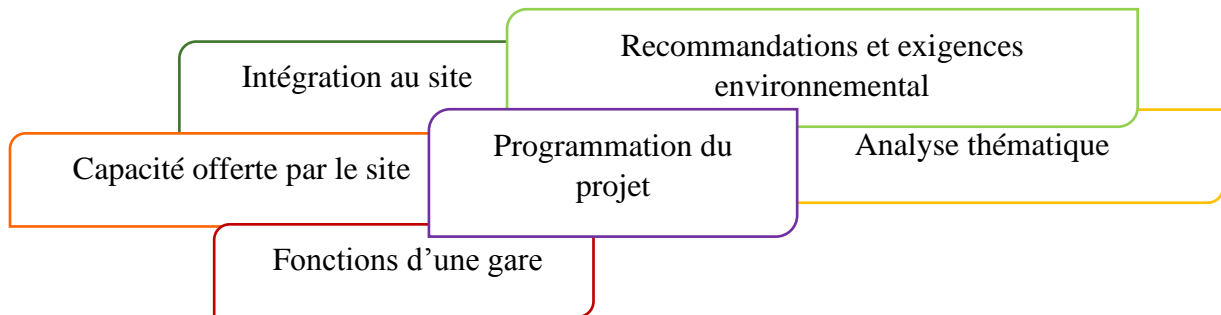 Recommandations et exigences
environnemental
Intégration au site
Programmation du
projet
Analyse thématique
Capacité offerte par le site
Fonctions d’une gare